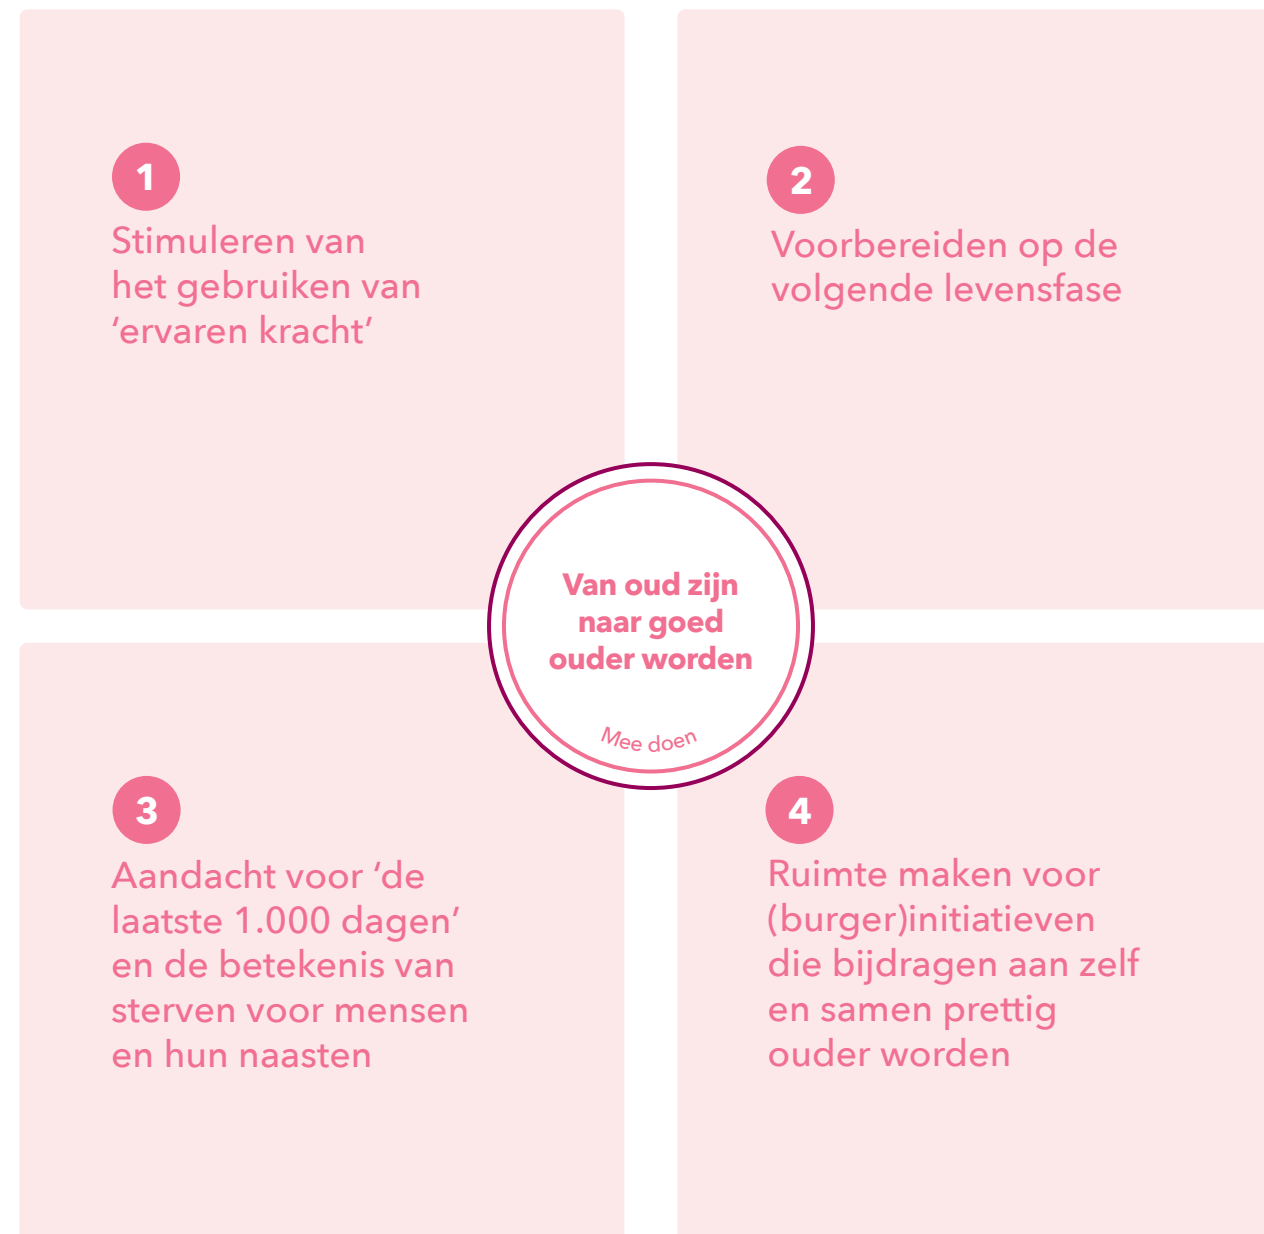 1
Stimuleren van
het gebruiken van
‘ervaren kracht’
2
Voorbereiden op de
volgende levensfase
Van oud zijn
naar goed
ouder worden
Mee doen
3
Aandacht voor ‘de
laatste 1.000 dagen’
en de betekenis van
sterven voor mensen
en hun naasten
4
Ruimte maken voor
(burger)initiatieven
die bijdragen aan zelf
en samen prettig
ouder worden